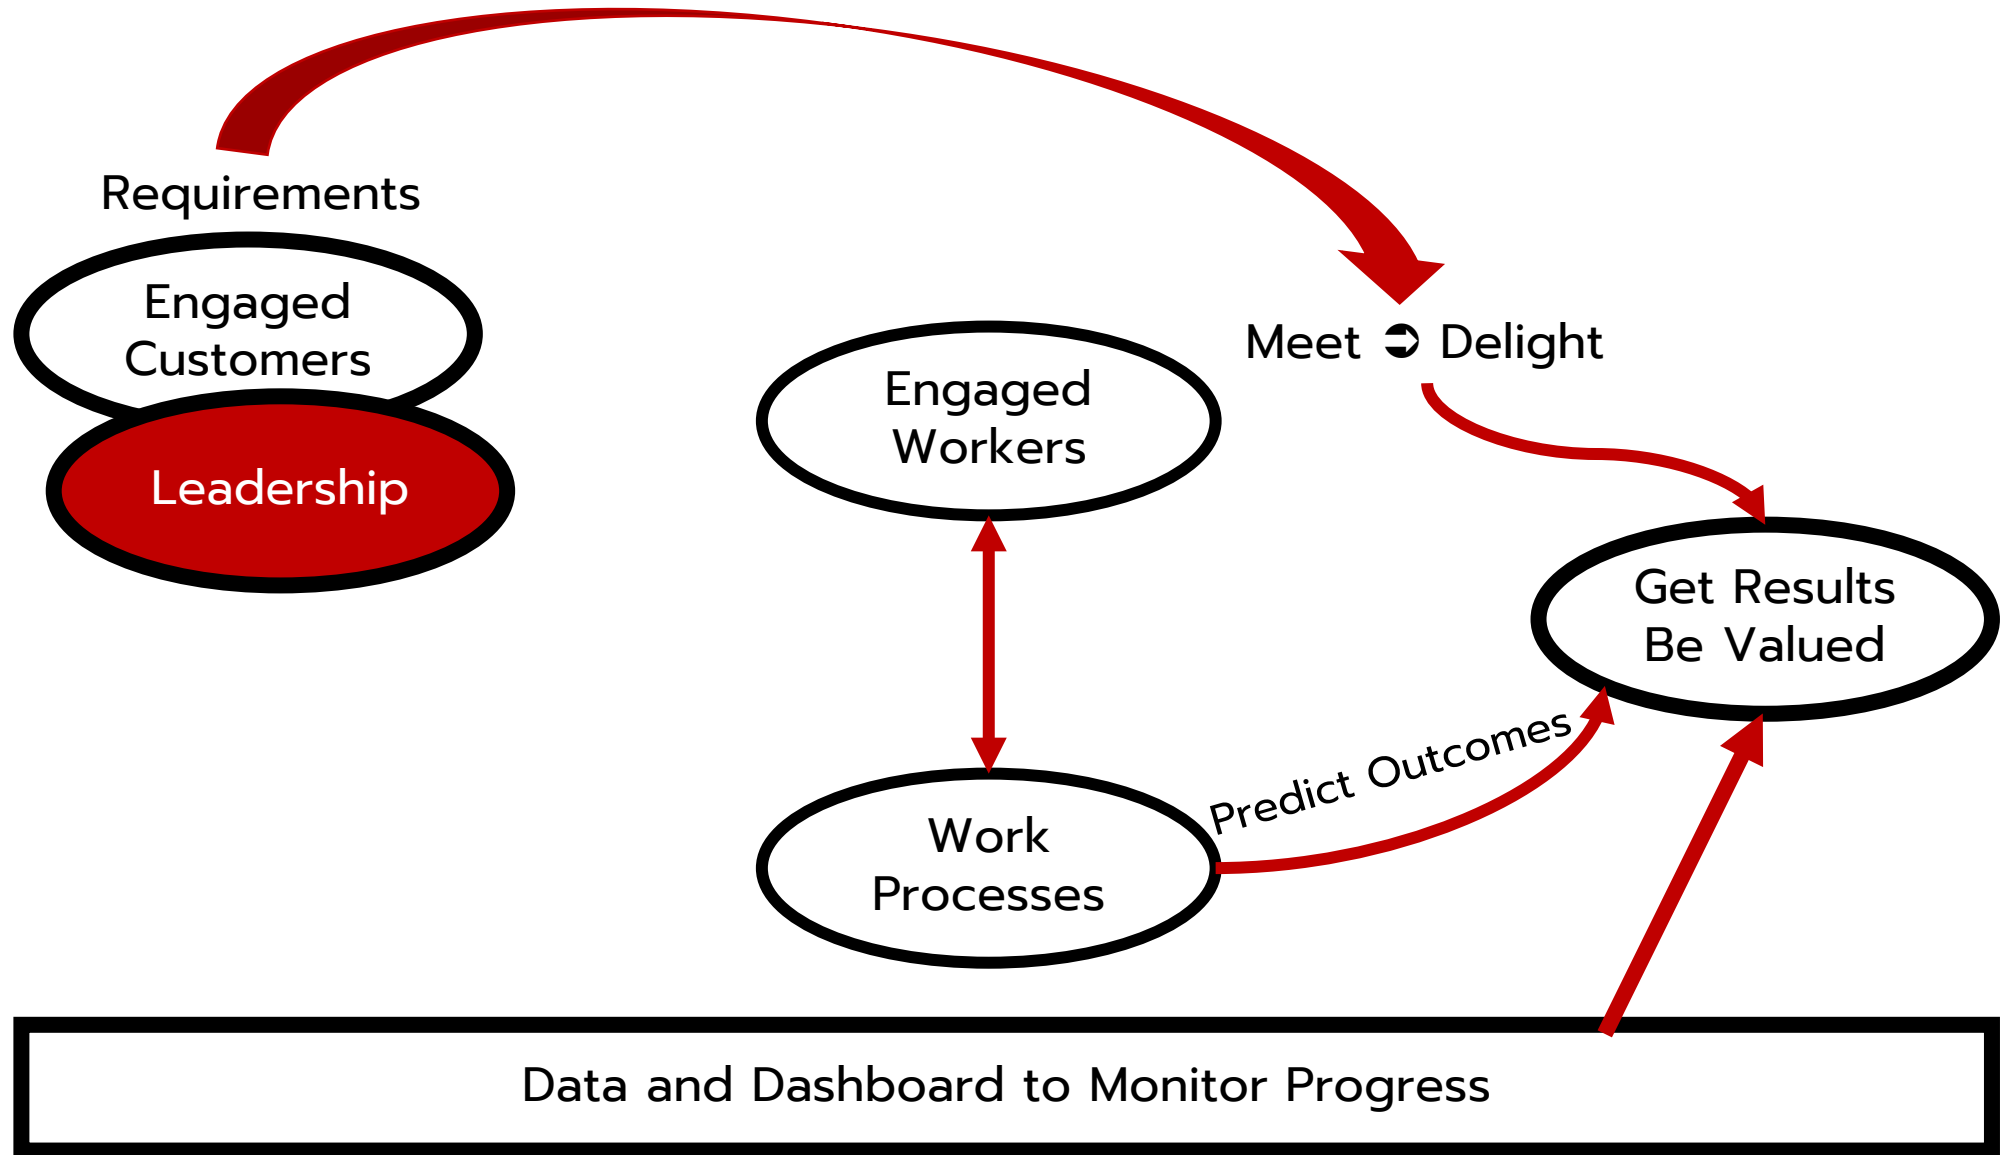 Requirements
Engaged
Customers
Leadership
Engaged
Workers
Meet ➲ Delight
Get Results
Be Valued
Predict Outcomes
Work
Processes
Data and Dashboard to Monitor Progress